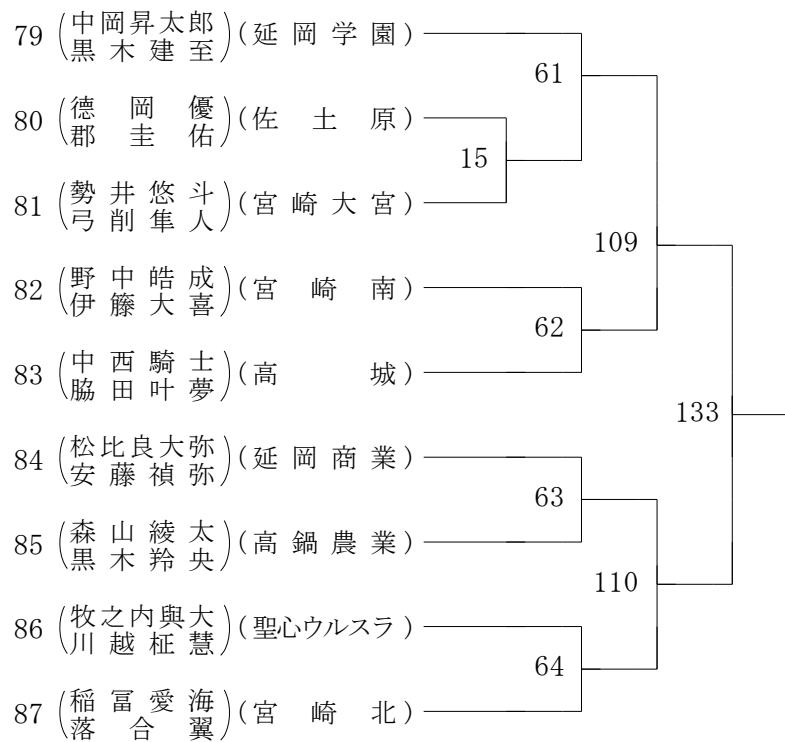 79 (中岡昇太郎 黒木建至)(延岡学園)
61
80 (德岡優 郡圭佑)(佐土原)
15
81 (勢井悠斗 弓削隼人)(宮崎大宮)
109
82 (野中皓成 伊籐大喜)(宮崎南)
62
83 (中西騎士 脇田叶夢)(高城)
133
84 (松比良大弥 安藤禎弥)(延岡商業)
63
85 (森山綾太 黒木羚央)(高鍋農業)
110
86 (牧之内與大 川越柾慧)(聖心ウルスラ)
64
87 (稲冨愛海 落合翼)(宮崎北)